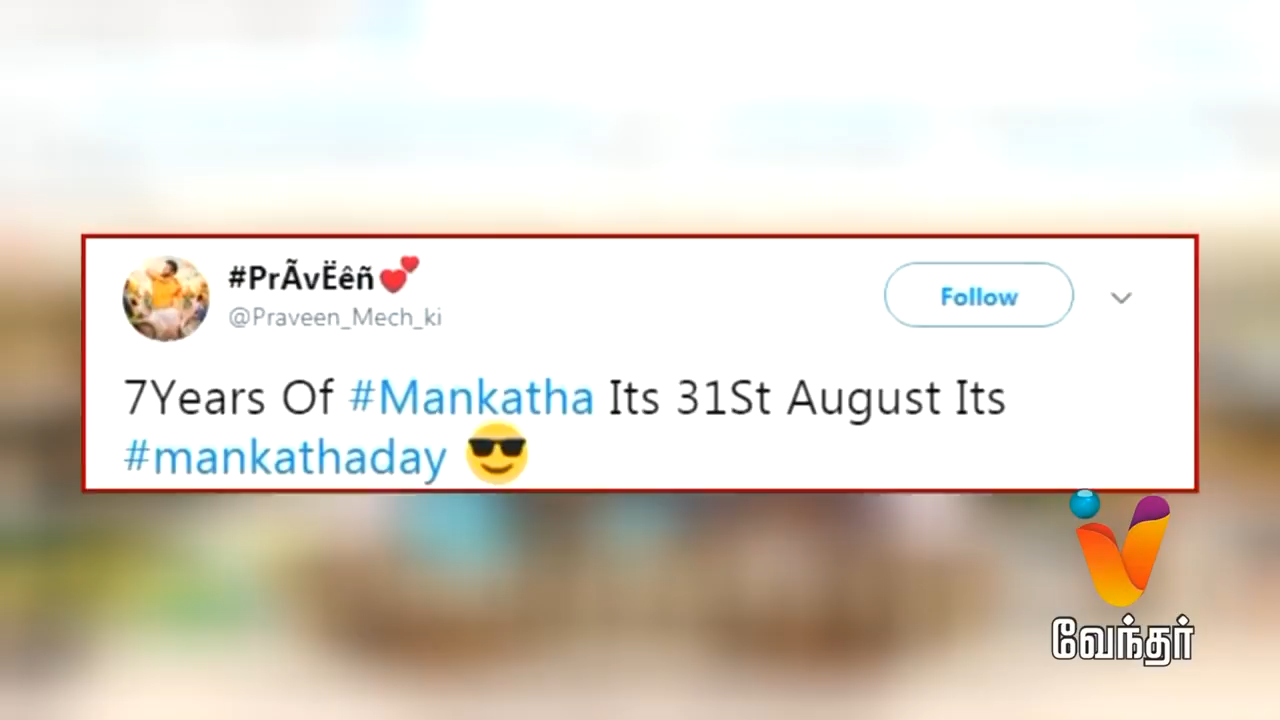 #PrÃvËêñ💕
@Praveen_Mech_ki
Follow
7Years Of #Mankatha Its 31St August Its
#mankathaday 😎
வேந்தர்